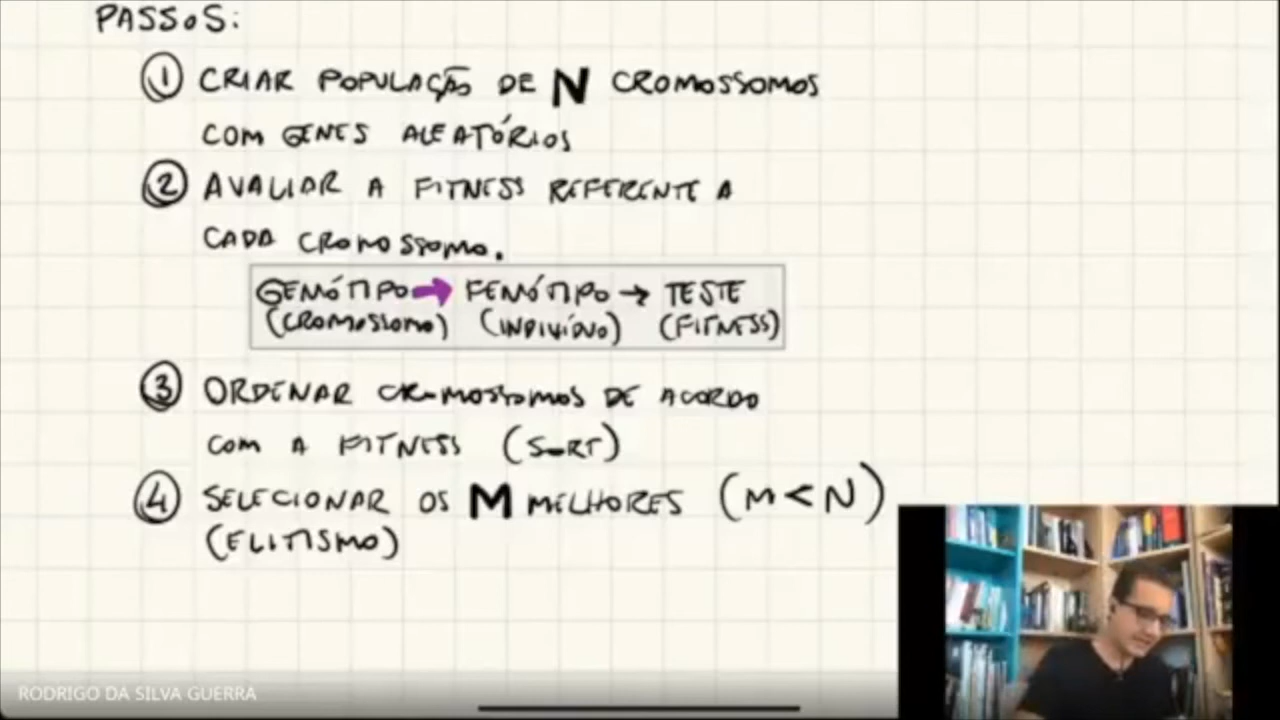 PASSOS:
① CRIAR POPULAÇÃO DE N CROMOSSOMOS
COM GENES ALEATÓRIOS
② AVALIAR A FITNESS REFERENTE A
CADA CROMOSSOMO.
GENÓTIPO → FENÓTIPO → TESTE
(CROMOSSOMO) (INDIVÍDUO) (FITNESS)
③ ORDENAR CROMOSSOMOS DE ACORDO
COM A FITNESS (SORT)
④ SELECIONAR OS M MELHORES (M < N)
(ELITISMO)
RODRIGO DA SILVA GUERRA